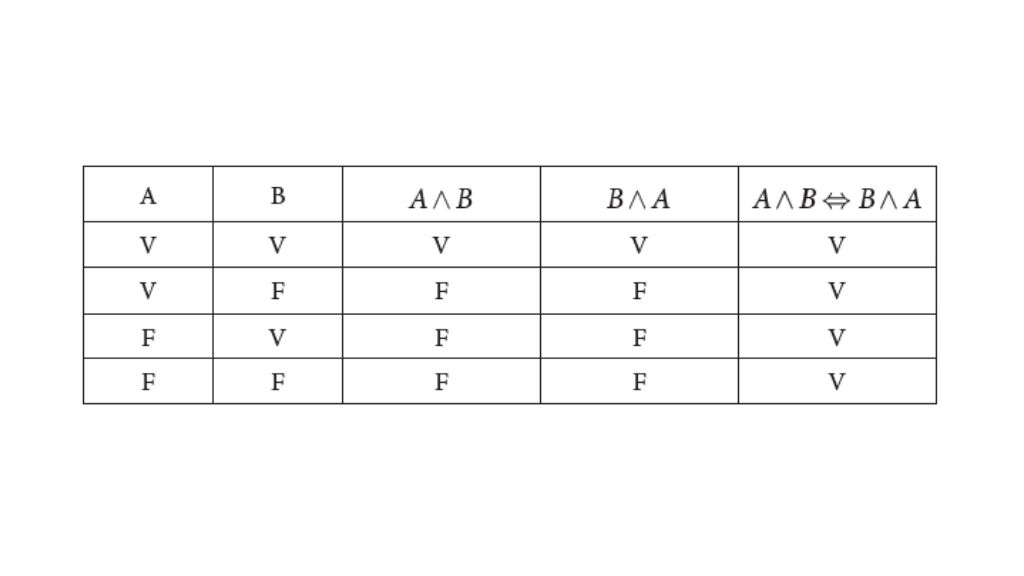 A B A∧B B∧A A∧B⇔B∧A
V V V V V
V F F F V
F V F F V
F F F F V